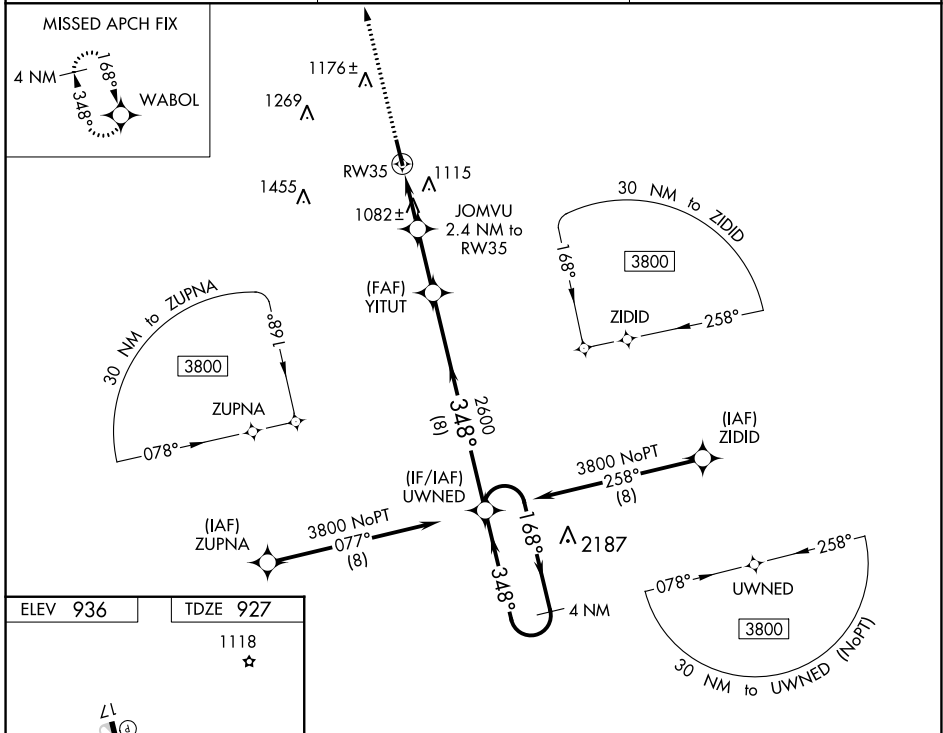 MISSED APCH FIX
4 NM
168°
348°
WABOL
1176±
1269
1455
RW35
1115
1082±
JOMVU
2.4 NM to
RW35
(FAF)
YITUT
30 NM to ZIDID
168°
3800
ZIDID
258°
30 NM to ZUPNA
168°
3800
ZUPNA
078°
348°
2600
(8)
(IAF)
ZIDID
3800 NoPT
258°
(8)
(IF/IAF)
UWNED
(IAF)
ZUPNA
3800 NoPT
077°
(8)
168°
348°
4 NM
2187
078°
258°
UWNED
3800
30 NM to UWNED (NoPT)
ELEV 936
TDZE 927
1118
17
P